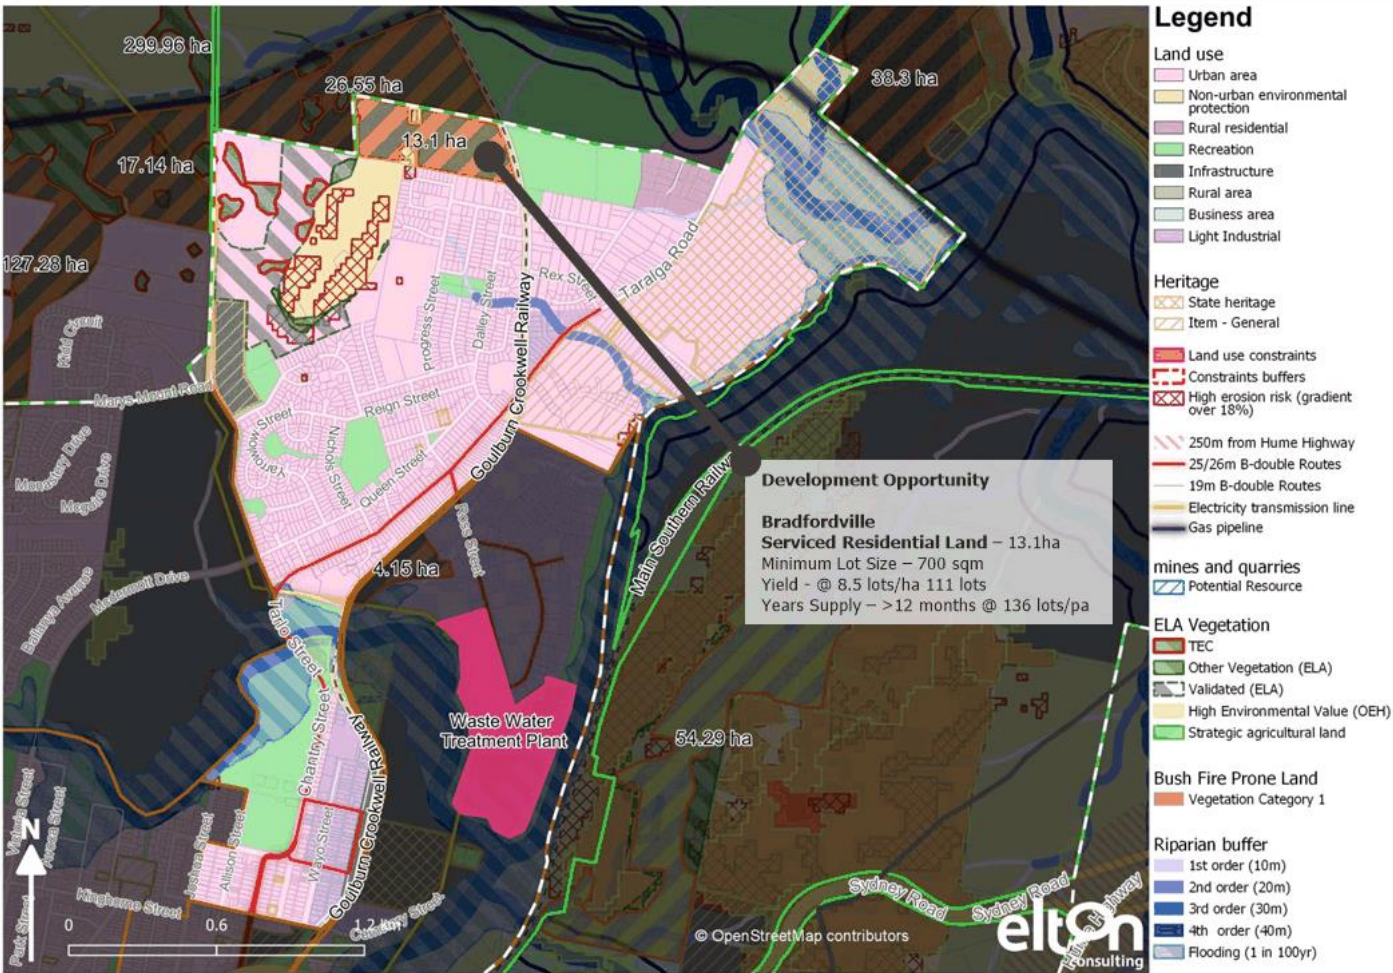 299.96 ha
26.55 ha
38.3 ha
13.1 ha
17.14 ha
127.28 ha
Taralga Road
Rex Street
Progress Street
Dalley Street
Goulburn Crookwell-Railway
Kidd Circuit
Marys Mount Road
Reign Street
Yarrowlow Street
Nichols Street
Queen Street
Monastery Drive
Meguire Drive
Ross Street
Main Southern Railway
4.15 ha
Mcdermott Drive
Ballanya Avenue
Tarlo Street
Development Opportunity
Bradfordville
Serviced Residential Land – 13.1ha
Minimum Lot Size – 700 sqm
Yield - @ 8.5 lots/ha 111 lots
Years Supply – >12 months @ 136 lots/pa
Chantry Street
Goulburn Crookwell Railway
Waste Water
Treatment Plant
54.29 ha
Victoria Street
Avoca Street
Joshua Street
Allison Street
Wayo Street
Kinghorne Street
Park Street
N
0 0.6 1.2 km
Sydney Road
Sydney Road
Highway
© OpenStreetMap contributors
elton
consulting
Legend
Land use
Urban area
Non-urban environmental
protection
Rural residential
Recreation
Infrastructure
Rural area
Business area
Light Industrial
Heritage
State heritage
Item - General
Land use constraints
Constraints buffers
High erosion risk (gradient
over 18%)
250m from Hume Highway
25/26m B-double Routes
19m B-double Routes
Electricity transmission line
Gas pipeline
mines and quarries
Potential Resource
ELA Vegetation
TEC
Other Vegetation (ELA)
Validated (ELA)
High Environmental Value (OEH)
Strategic agricultural land
Bush Fire Prone Land
Vegetation Category 1
Riparian buffer
1st order (10m)
2nd order (20m)
3rd order (30m)
4th order (40m)
Flooding (1 in 100yr)